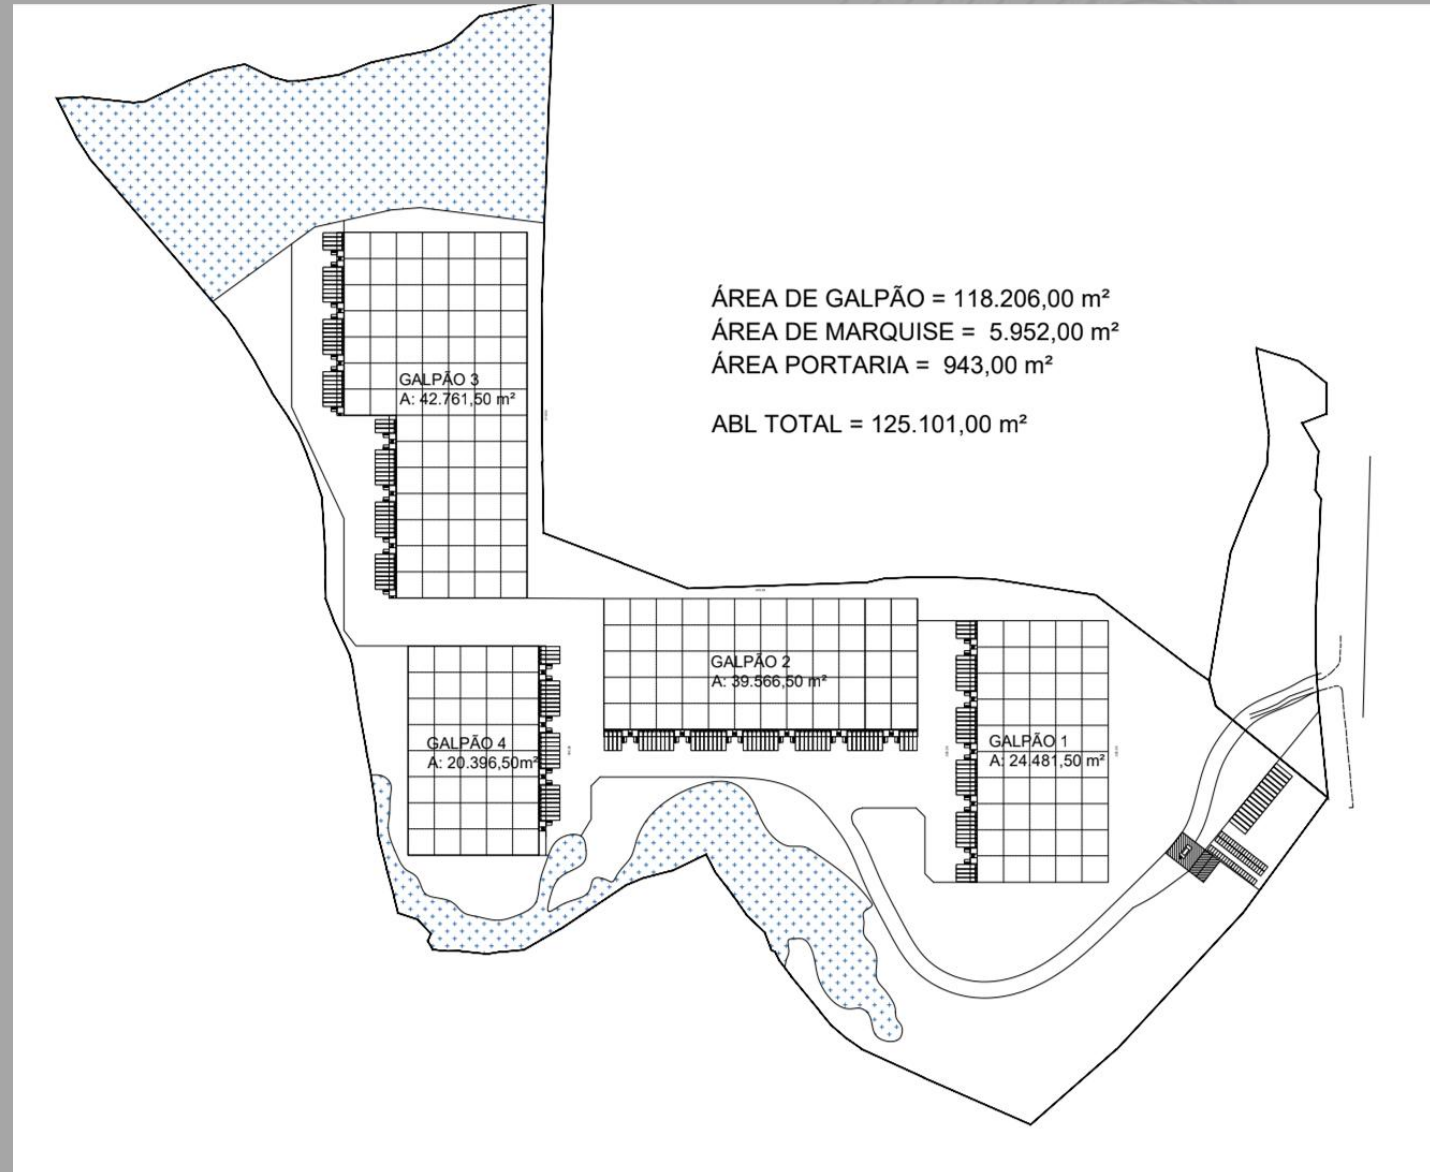 ÁREA DE GALPÃO = 118.206,00 m²
ÁREA DE MARQUISE = 5.952,00 m²
ÁREA PORTARIA = 943,00 m²
ABL TOTAL = 125.101,00 m²
GALPÃO 3
A: 42.761,50 m²
GALPÃO 2
A: 39.566,50 m²
GALPÃO 4
A: 20.396,50m²
GALPÃO 1
A: 24.481,50 m²